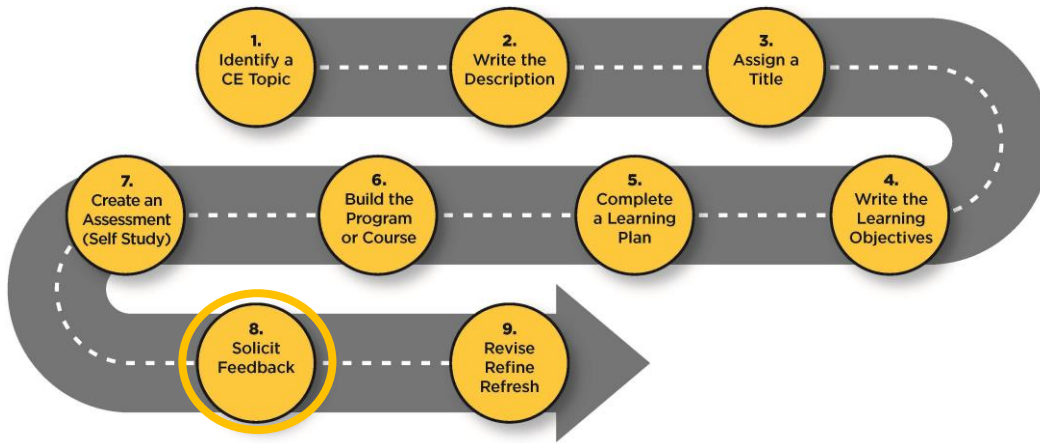 1.
Identify a
CE Topic
2.
Write the
Description
3.
Assign a
Title
4.
Write the
Learning
Objectives
5.
Complete
a Learning
Plan
6.
Build the
Program
or Course
7.
Create an
Assessment
(Self Study)
8.
Solicit
Feedback
9.
Revise
Refine
Refresh